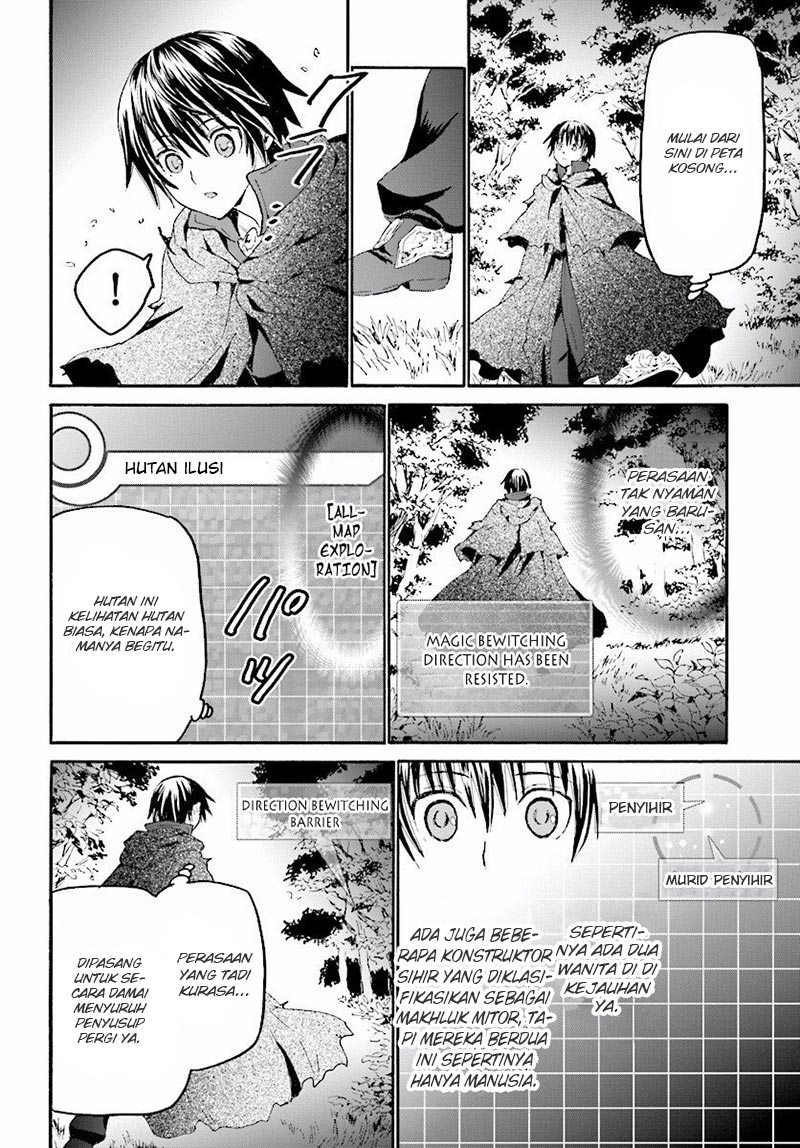 MULAI DARI
SINI DI PETA
KOSONG...
!
PERASAAN
TAK NYAMAN
YANG BARU-
SAN...
MAGIC BEWITCHING
DIRECTION HAS BEEN
RESISTED.
HUTAN ILUSI
[ALL-
MAP
EXPLO-
RATION]
HUTAN INI
KELIHATAN HUTAN
BIASA, KENAPA NA-
MANYA BEGITU.
パッ
PENYIHIR
MURID PENYIHIR
SEPERTI-
NYA ADA DUA
WANITA DI DI
KEJAUHAN
YA.
ADA JUGA BEBE-
RAPA KONSTRUKTOR
SIHIR YANG DIKLASI-
FIKASIKAN SEBAGAI
MAKHLUK MITOR, TA-
PI MEREKA BERDUA
INI SEPERTINYA
HANYA MANUSIA.
DIRECTION BEWITCHING
BARRIER
PERASAAN
YANG TADI
KURASA...
DIPASANG
UNTUK SE-
CARA DAMAI
MENYURUH
PENYUSUP
PERGI YA.